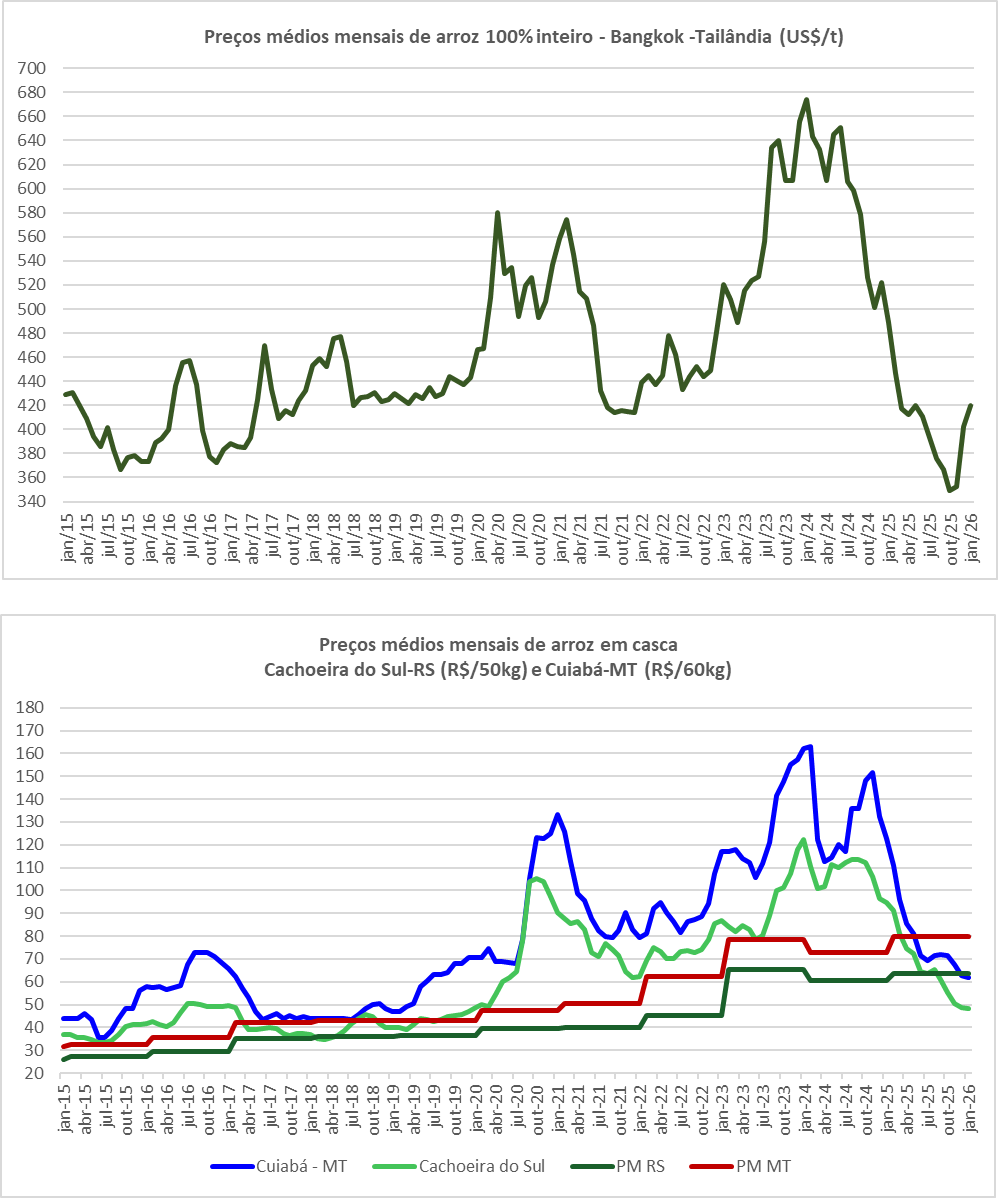 Preços médios mensais de arroz 100% inteiro - Bangkok -Tailândia (US$/t)
700
680
660
640
620
600
580
560
540
520
500
480
460
440
420
400
380
360
340
jan/15
abr/15
jul/15
out/15
jan/16
abr/16
jul/16
out/16
jan/17
abr/17
jul/17
out/17
jan/18
abr/18
jul/18
out/18
jan/19
abr/19
jul/19
out/19
jan/20
abr/20
jul/20
out/20
jan/21
abr/21
jul/21
out/21
jan/22
abr/22
jul/22
out/22
jan/23
abr/23
jul/23
out/23
jan/24
abr/24
jul/24
out/24
jan/25
abr/25
jul/25
out/25
jan/26
Preços médios mensais de arroz em casca
Cachoeira do Sul-RS (R$/50kg) e Cuiabá-MT (R$/60kg)
180
170
160
150
140
130
120
110
100
90
80
70
60
50
40
30
20
jan-15
abr-15
jul-15
out-15
jan-16
abr-16
jul-16
out-16
jan-17
abr-17
jul-17
out-17
jan-18
abr-18
jul-18
out-18
jan-19
abr-19
jul-19
out-19
jan-20
abr-20
jul-20
out-20
jan-21
abr-21
jul-21
out-21
jan-22
abr-22
jul-22
out-22
jan-23
abr-23
jul-23
out-23
jan-24
abr-24
jul-24
out-24
jan-25
abr-25
jul-25
out-25
jan-26
Cuiabá - MT
Cachoeira do Sul
PM RS
PM MT